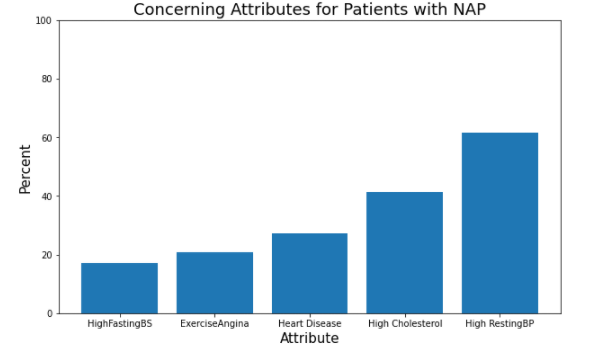 Concerning Attributes for Patients with NAP
100
80
60
40
20
0
Percent
HighFastingBS ExerciseAngina Heart Disease High Cholesterol High RestingBP
Attribute